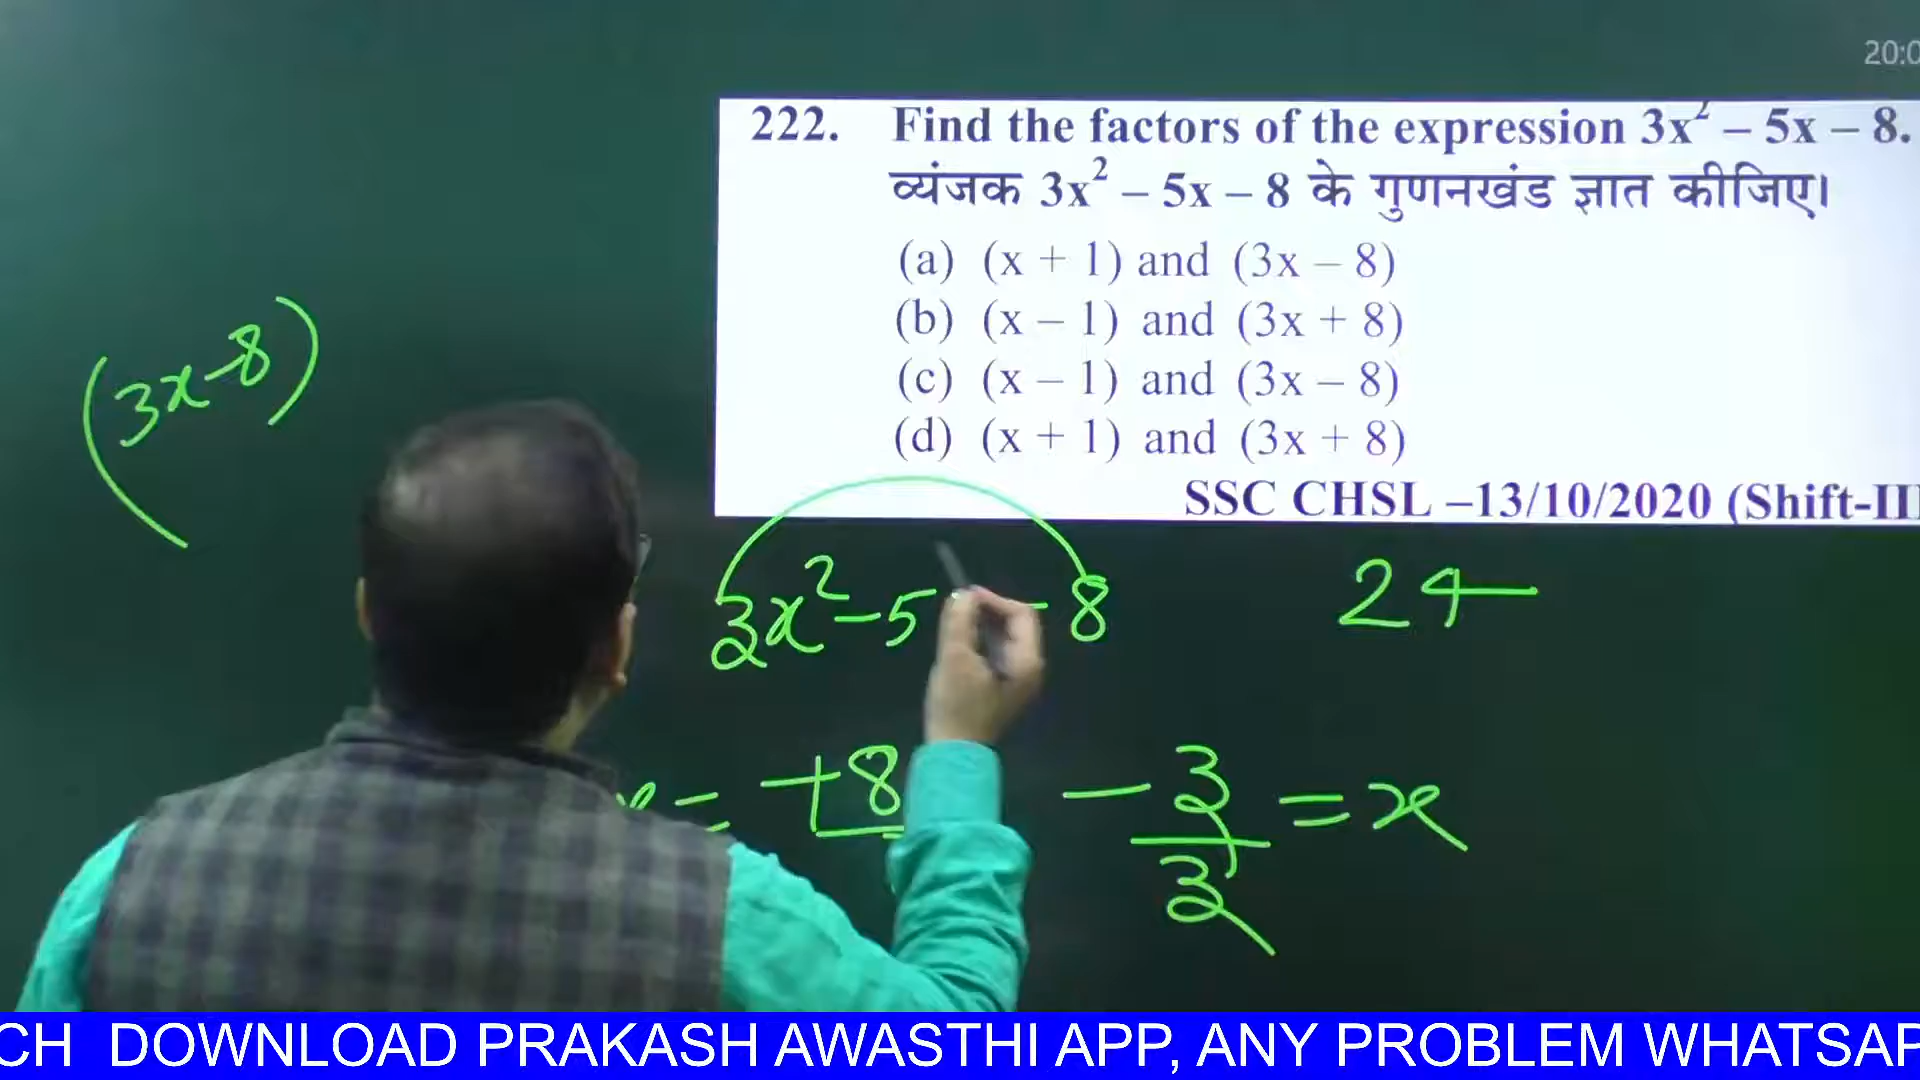 20:0
222. Find the factors of the expression 3x² – 5x – 8.
व्यंजक 3x² – 5x – 8 के गुणनखंड ज्ञात कीजिए।
(a) (x + 1) and (3x – 8)
(b) (x – 1) and (3x + 8)
(c) (x – 1) and (3x – 8)
(d) (x + 1) and (3x + 8)
SSC CHSL –13/10/2020 (Shift-III
(3x-8)
3x²-5 -8
24
= +8
-3/3 = x
CH DOWNLOAD PRAKASH AWASTHI APP, ANY PROBLEM WHATSAP